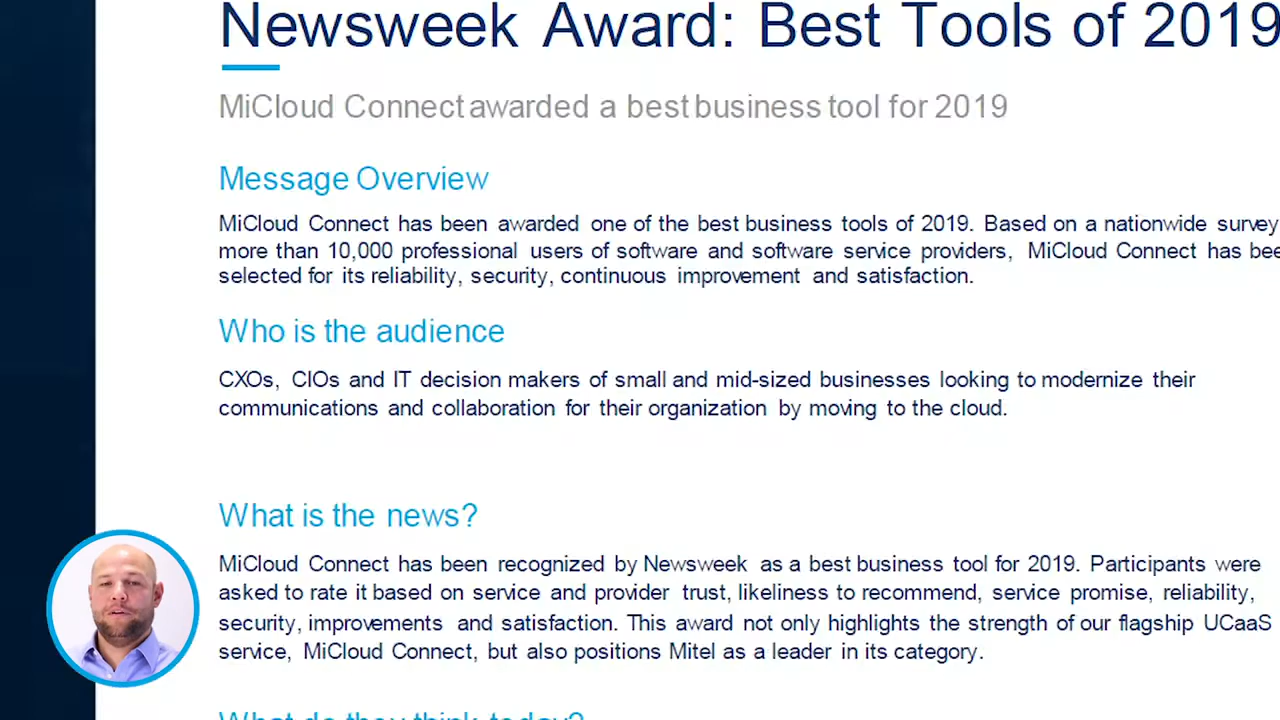 Newsweek Award: Best Tools of 2019
MiCloud Connect awarded a best business tool for 2019
Message Overview
MiCloud Connect has been awarded one of the best business tools of 2019. Based on a nationwide survey
more than 10,000 professional users of software and software service providers, MiCloud Connect has bee
selected for its reliability, security, continuous improvement and satisfaction.
Who is the audience
CXOs, CIOs and IT decision makers of small and mid-sized businesses looking to modernize their
communications and collaboration for their organization by moving to the cloud.
What is the news?
MiCloud Connect has been recognized by Newsweek as a best business tool for 2019. Participants were
asked to rate it based on service and provider trust, likeliness to recommend, service promise, reliability,
security, improvements and satisfaction. This award not only highlights the strength of our flagship UCaaS
service, MiCloud Connect, but also positions Mitel as a leader in its category.
What do they think today?